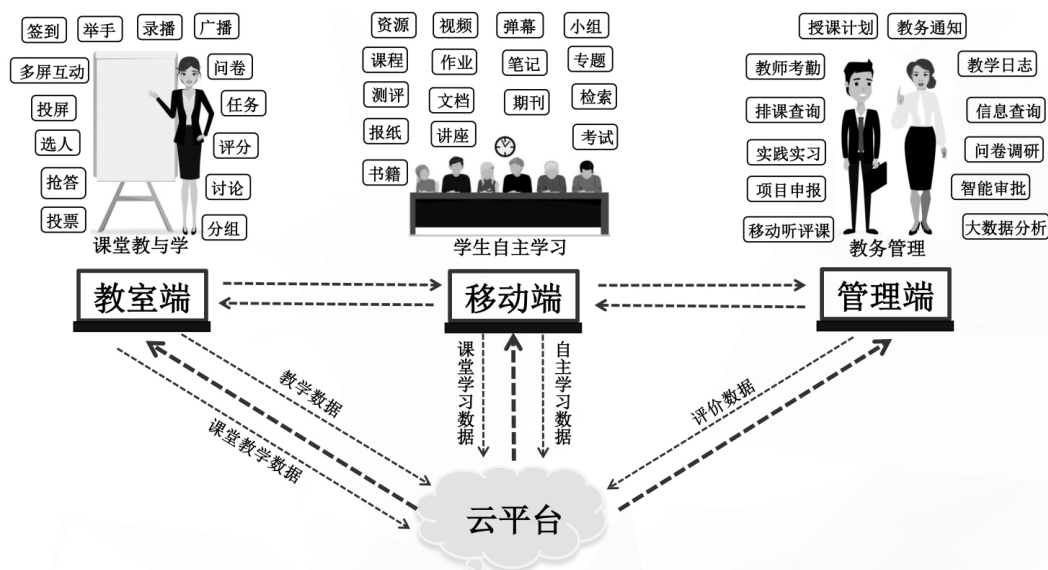 签到 举手 录播 广播
多屏互动 问卷
投屏 任务
选人 评分
抢答 讨论
投票 分组
课堂教与学
资源 视频 弹幕 小组
课程 作业 笔记 专题
测评 文档 期刊 检索
报纸 讲座 考试
书籍
学生自主学习
授课计划 教务通知
教师考勤 教学日志
排课查询 信息查询
实践实习 问卷调研
项目申报 智能审批
移动听评课 大数据分析
教务管理
教室端 移动端 管理端
教学数据
课堂教学数据
课堂学习数据
自主学习数据
评价数据
云平台